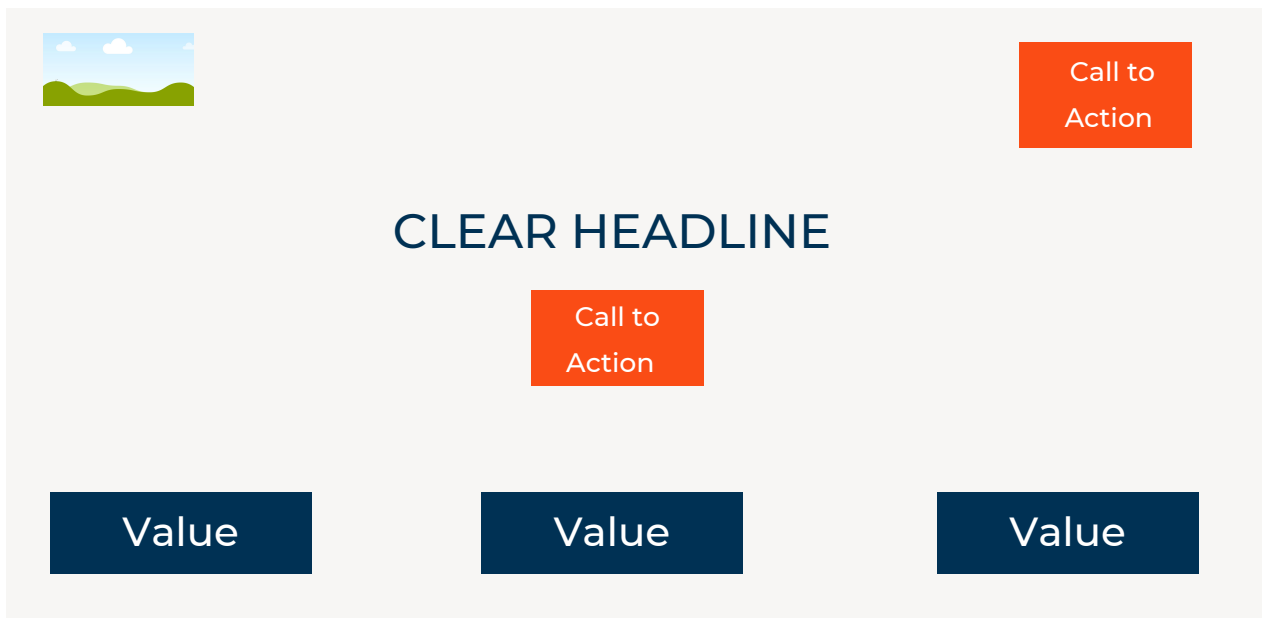 Call to
Action
CLEAR HEADLINE
Call to
Action
Value
Value
Value